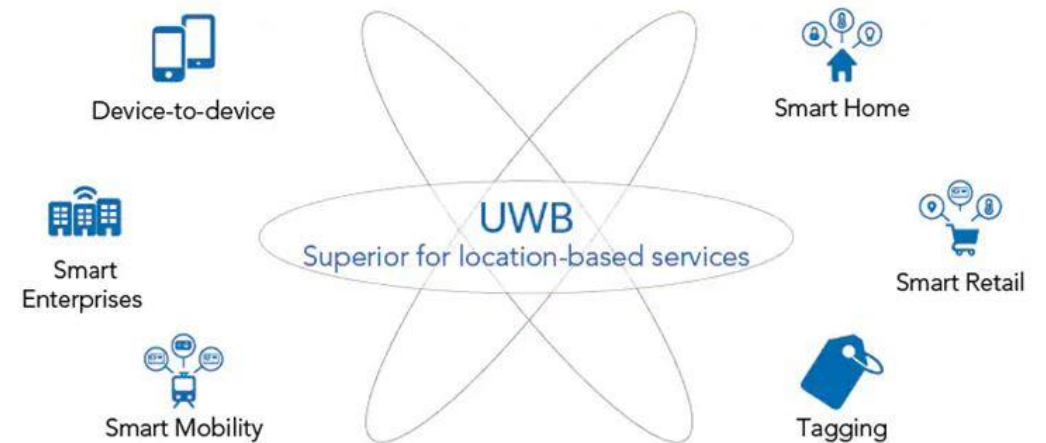 Device-to-device
Smart Home
UWB
Superior for location-based services
Smart
Enterprises
Smart Retail
Smart Mobility
Tagging